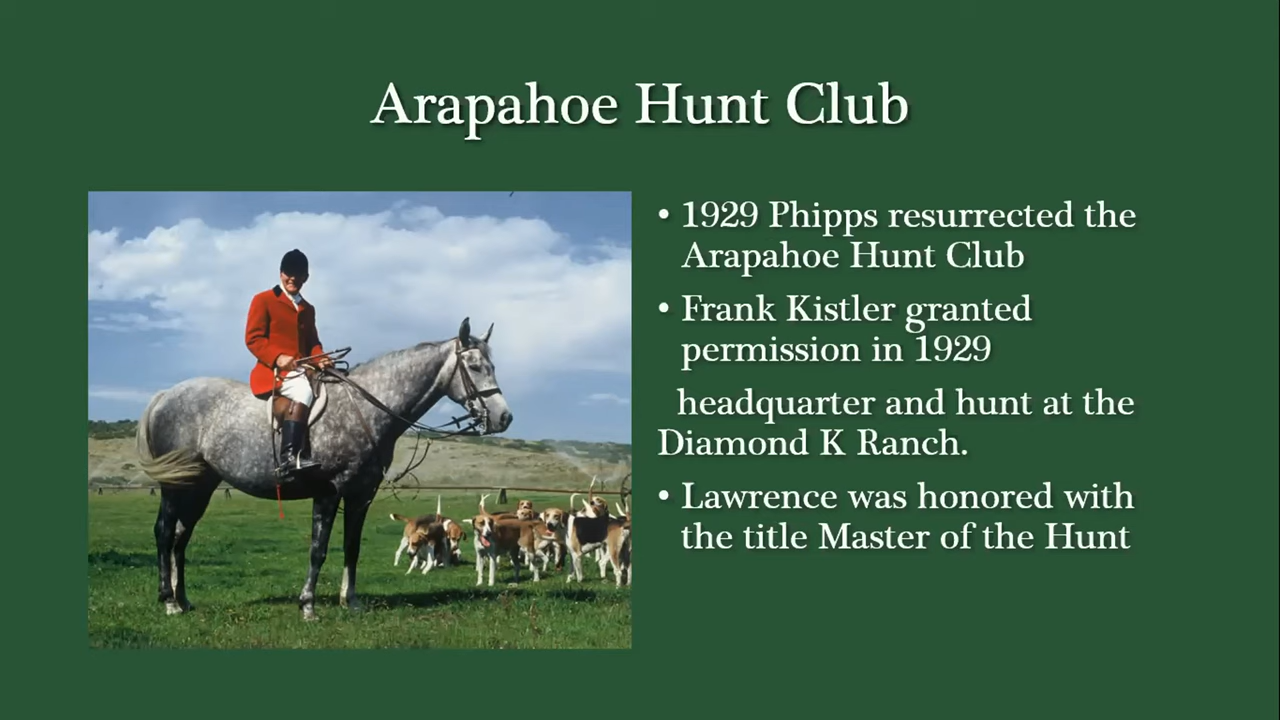 Arapahoe Hunt Club
• 1929 Phipps resurrected the
Arapahoe Hunt Club
• Frank Kistler granted
permission in 1929
headquarter and hunt at the
Diamond K Ranch.
• Lawrence was honored with
the title Master of the Hunt